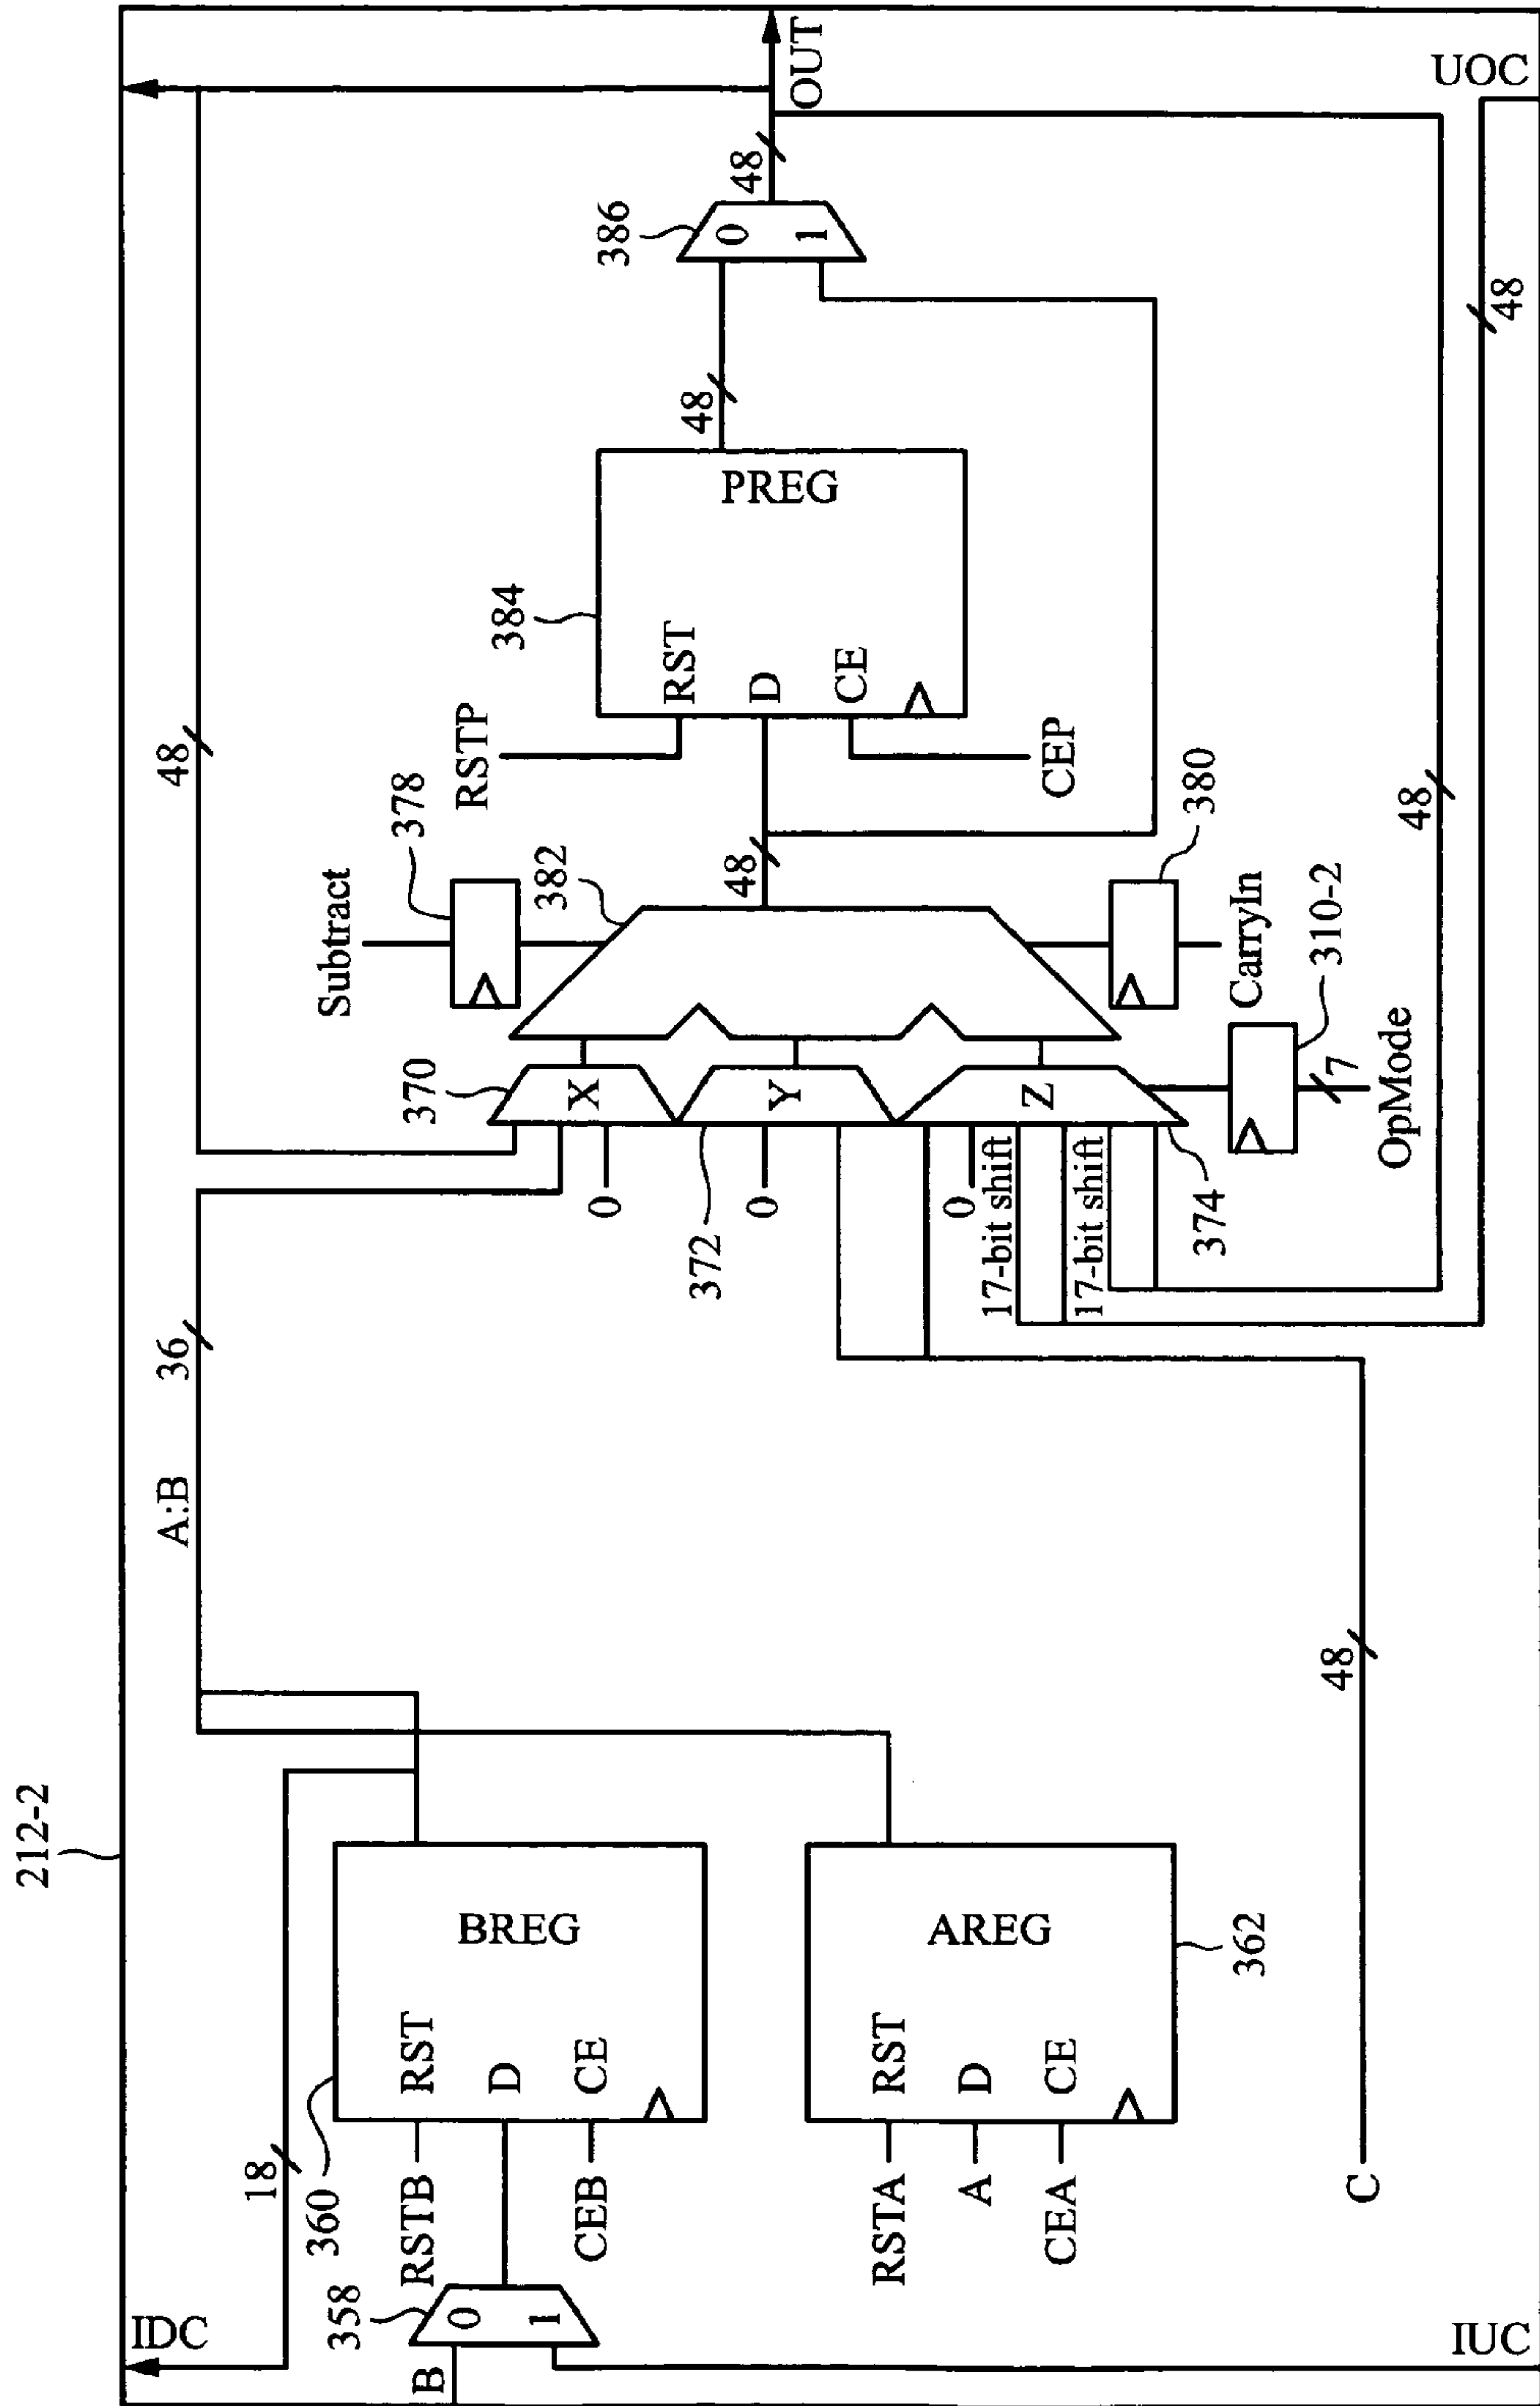 212-2
IDC
18
A:B
36
48
OUT
360
BREG
RST
D
CE
RSTB
CEB
358
0
1
B
AREG
RST
D
CE
RSTA
A
CEA
362
C
48
IUC
370
X
0
372
Y
0
Z
0
17-bit shift
17-bit shift
374
Subtract
378
382
48
380
CarryIn
310-2
7
OpMode
RSTP
384
PREG
RST
D
CE
CEP
48
386
0
1
48
48
48
UOC